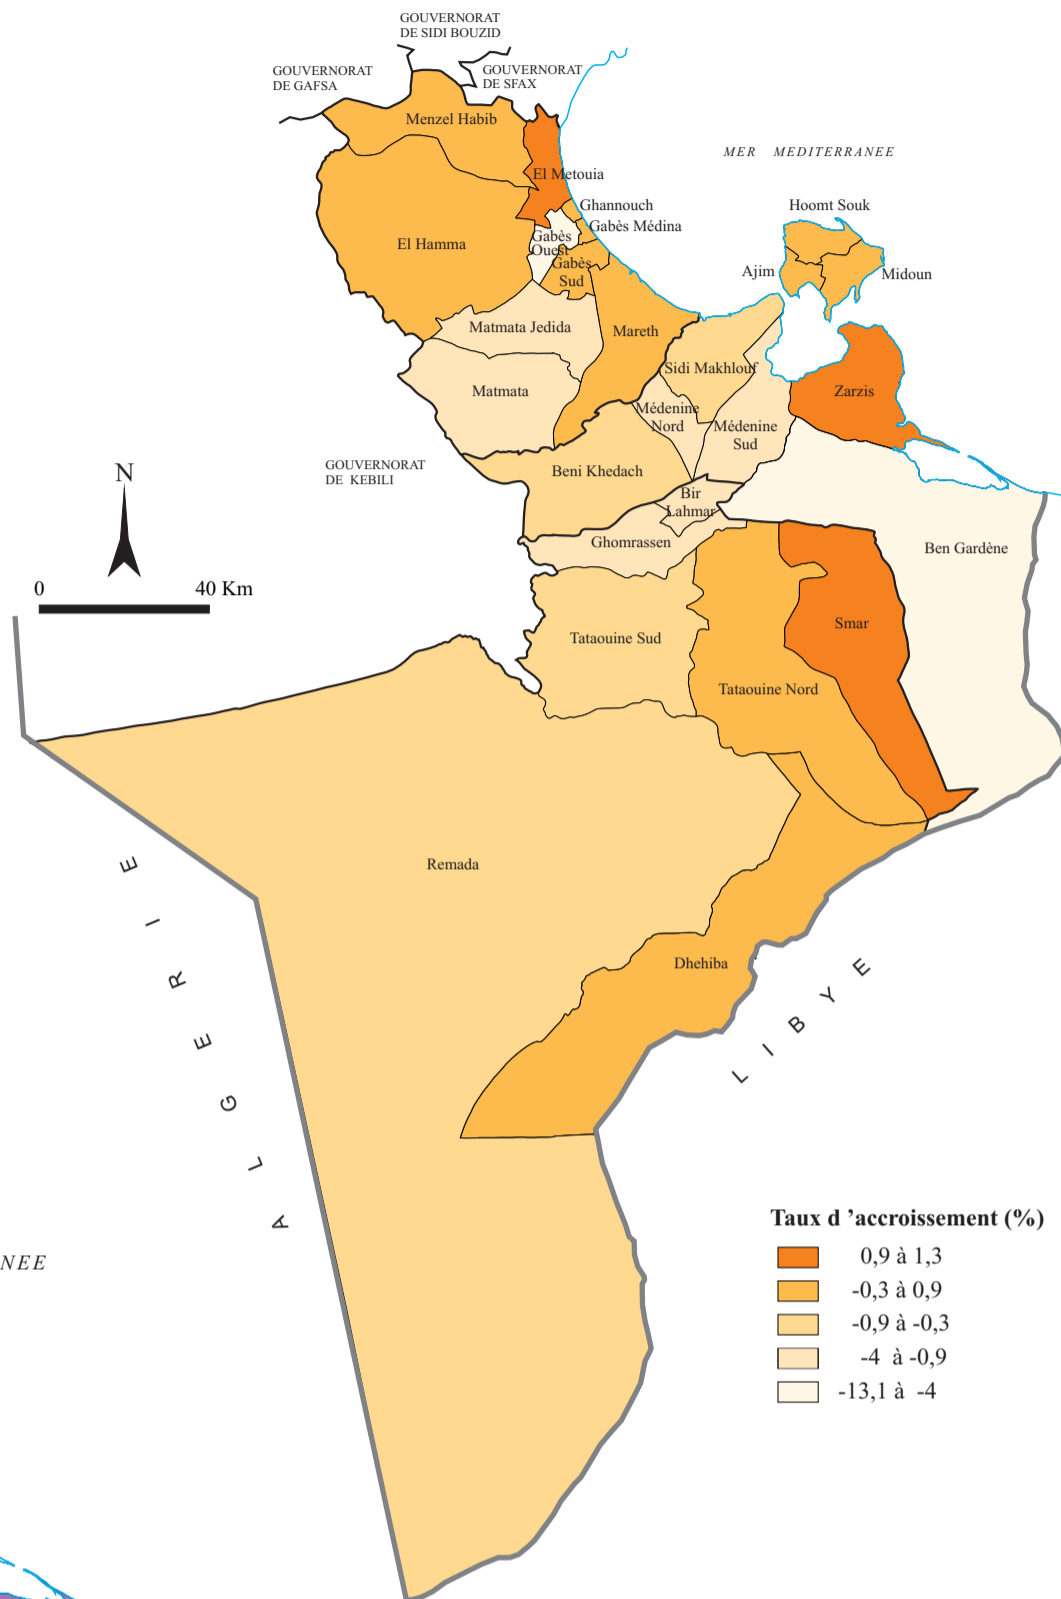 GOUVERNORAT
DE SIDI BOUZID
GOUVERNORAT
DE GAFSA
GOUVERNORAT
DE SFAX
Menzel Habib
MER MEDITERRANEE
El Metouia
Ghannouch
Hoomt Souk
Gabès Médina
El Hamma
Gabès
Ouest
Gabès
Sud
Ajim
Midoun
Matmata Jedida
Mareth
Sidi Makhlouf
Matmata
Zarzis
Médenine
Nord
Médenine
Sud
GOUVERNORAT
DE KEBILI
Beni Khedach
N
Bir
Lahmar
Ghomrassen
Ben Gardène
0 40 Km
Smar
Tataouine Sud
Tataouine Nord
Remada
Dhehiba
ALGERIE
LIBYE
NEE
Taux d ’accroissement (%)
0,9 à 1,3
-0,3 à 0,9
-0,9 à -0,3
-4 à -0,9
-13,1 à -4